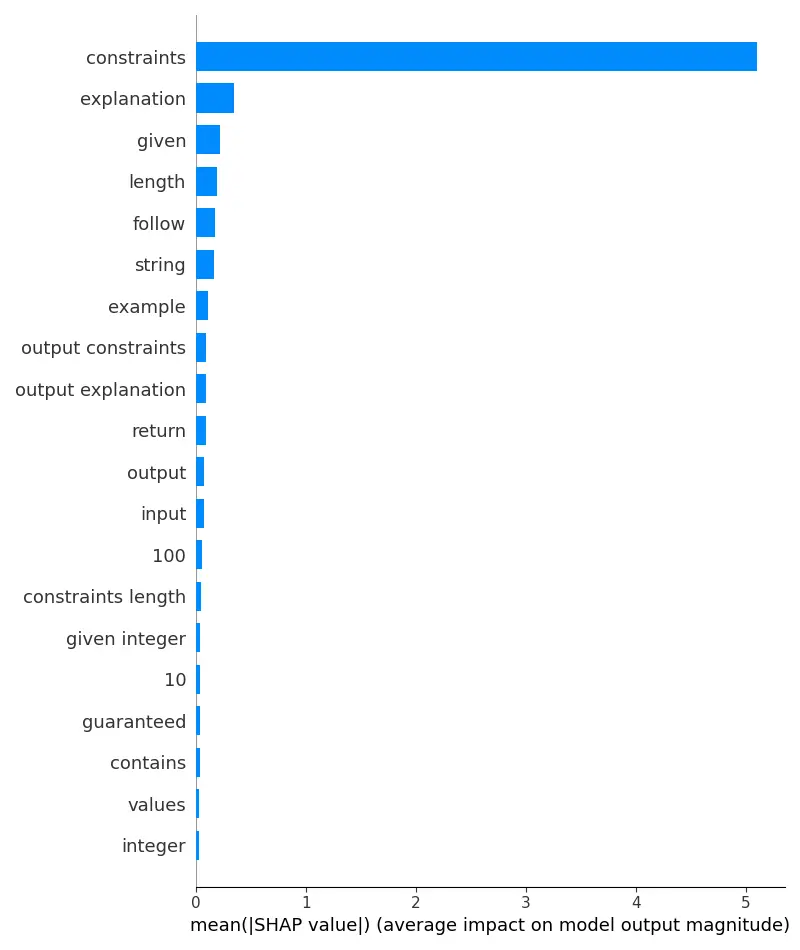 constraints
explanation
given
length
follow
string
example
output constraints
output explanation
return
output
input
100
constraints length
given integer
10
guaranteed
contains
values
integer
0 1 2 3 4 5
mean(|SHAP value|) (average impact on model output magnitude)